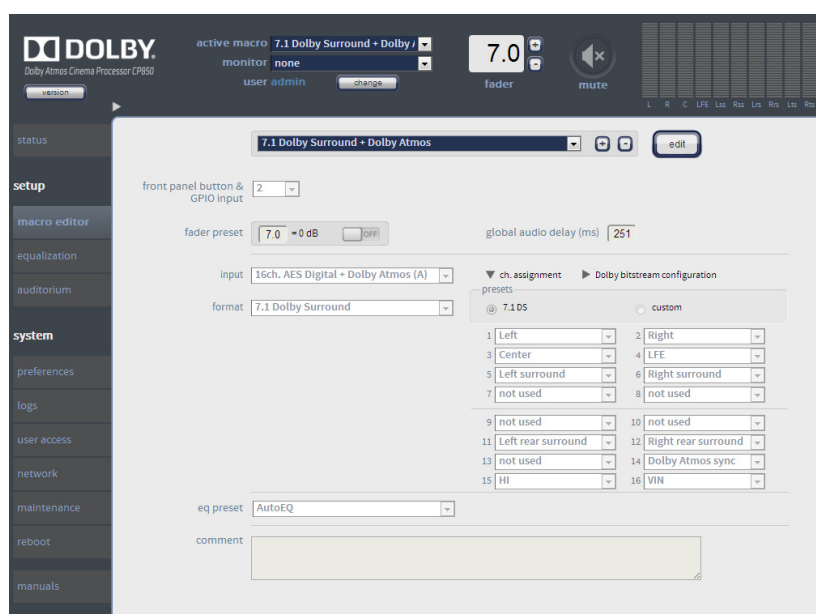 DOLBY.
Dolby Atmos Cinema Processor CP850
version
active macro 7.1 Dolby Surround + Dolby /
monitor none
user admin change
7.0 + -
fader
mute
L R C LFE Lss Rss Lrs Rrs Lts Rts
status
setup
macro editor
equalization
auditorium
system
preferences
logs
user access
network
maintenance
reboot
manuals
7.1 Dolby Surround + Dolby Atmos + - edit
front panel button & GPIO input 2
fader preset 7.0 = 0 dB OFF
global audio delay (ms) 251
input 16ch. AES Digital + Dolby Atmos (A)
format 7.1 Dolby Surround
ch. assignment Dolby bitstream configuration
presets
7.1 DS custom
1 Left 2 Right
3 Center 4 LFE
5 Left surround 6 Right surround
7 not used 8 not used
9 not used 10 not used
11 Left rear surround 12 Right rear surround
13 not used 14 Dolby Atmos sync
15 HI 16 VIN
eq preset AutoEQ
comment